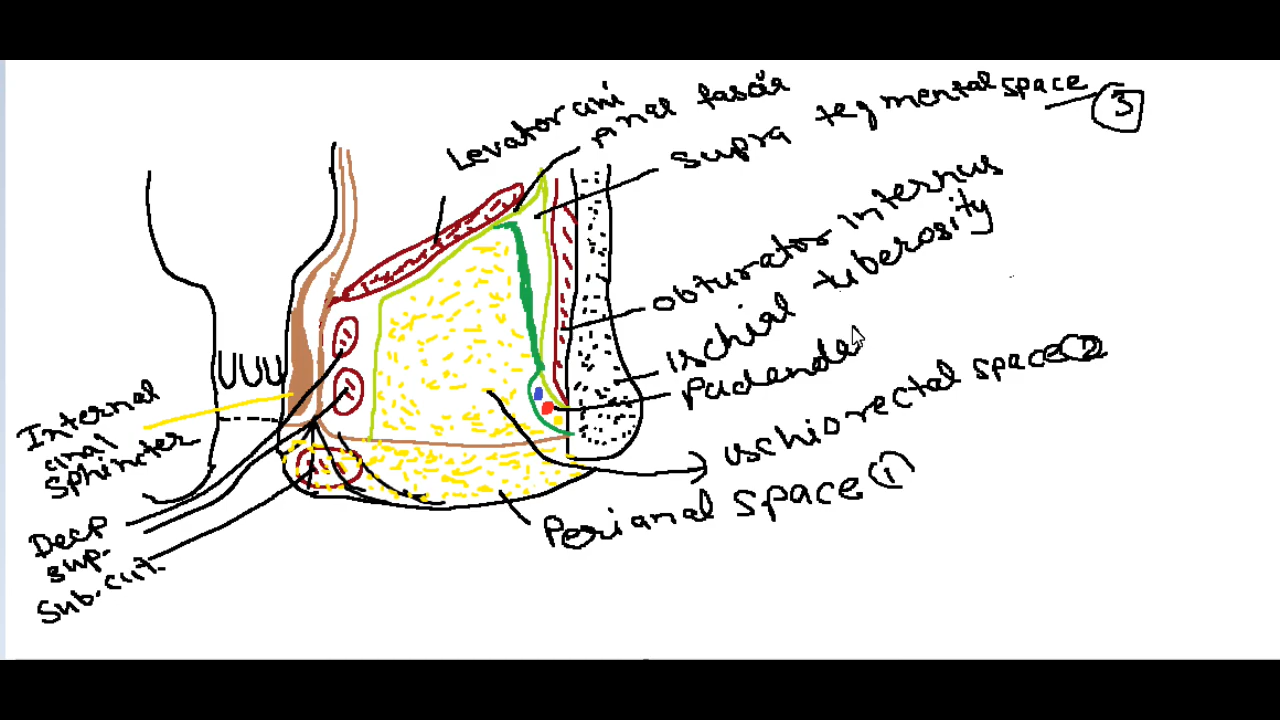 Levator ani
Anal fascia
Supra tegmental space 3
Obturator internus
Ischial tuberosity
Pudenda
Ischiorectal space (2)
Perianal space (1)
Internal
anal
sphincter
Deep
sup.
Sub.cut.